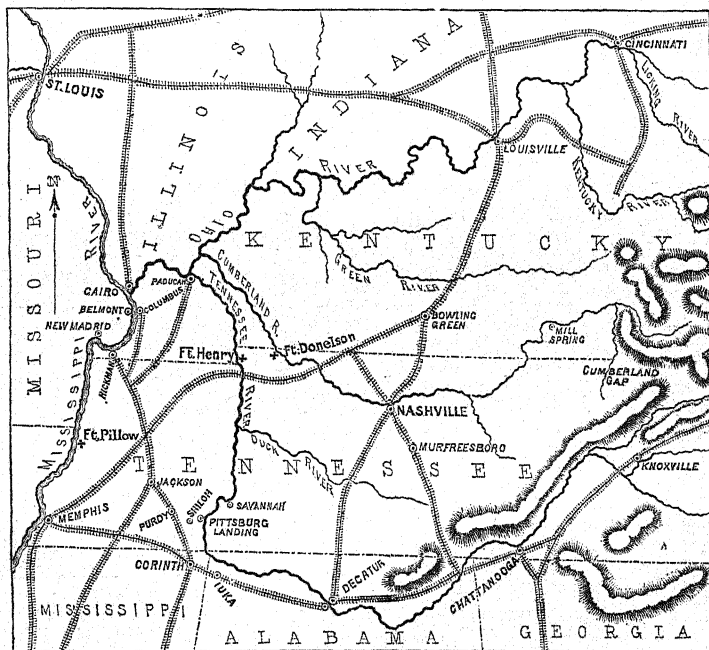 CINCINNATI
ST. LOUIS
LICKING RIVER
ILLINOIS
INDIANA
LOUISVILLE
OHIO RIVER
KENTUCKY RIVER
MISSOURI
N
RIVER
KENTUCKY
GREEN RIVER
CUMBERLAND R.
TENNESSEE
PADUCAH
CAIRO
BELMONT
COLUMBUS
NEW MADRID
HICKMAN
BOWLING GREEN
MILL SPRING
Ft. Henry
Ft. Donelson
CUMBERLAND GAP
NASHVILLE
MISSISSIPPI
Ft. Pillow
RIVER
DUCK RIVER
MURFREESBORO
KNOXVILLE
TENNESSEE
JACKSON
MEMPHIS
PURDY
SHILOH
SAVANNAH
PITTSBURG LANDING
CORINTH
IUKA
DECATUR
CHATTANOOGA
MISSISSIPPI
ALABAMA
GEORGIA